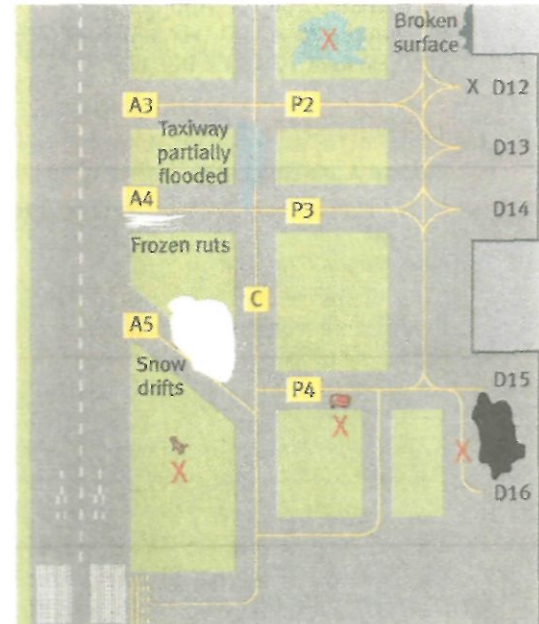 Broken
surface
X D12
A3
P2
Taxiway
partially
flooded
D13
A4
P3
D14
Frozen ruts
C
A5
Snow
drifts
P4
D15
X
X
X
X
D16